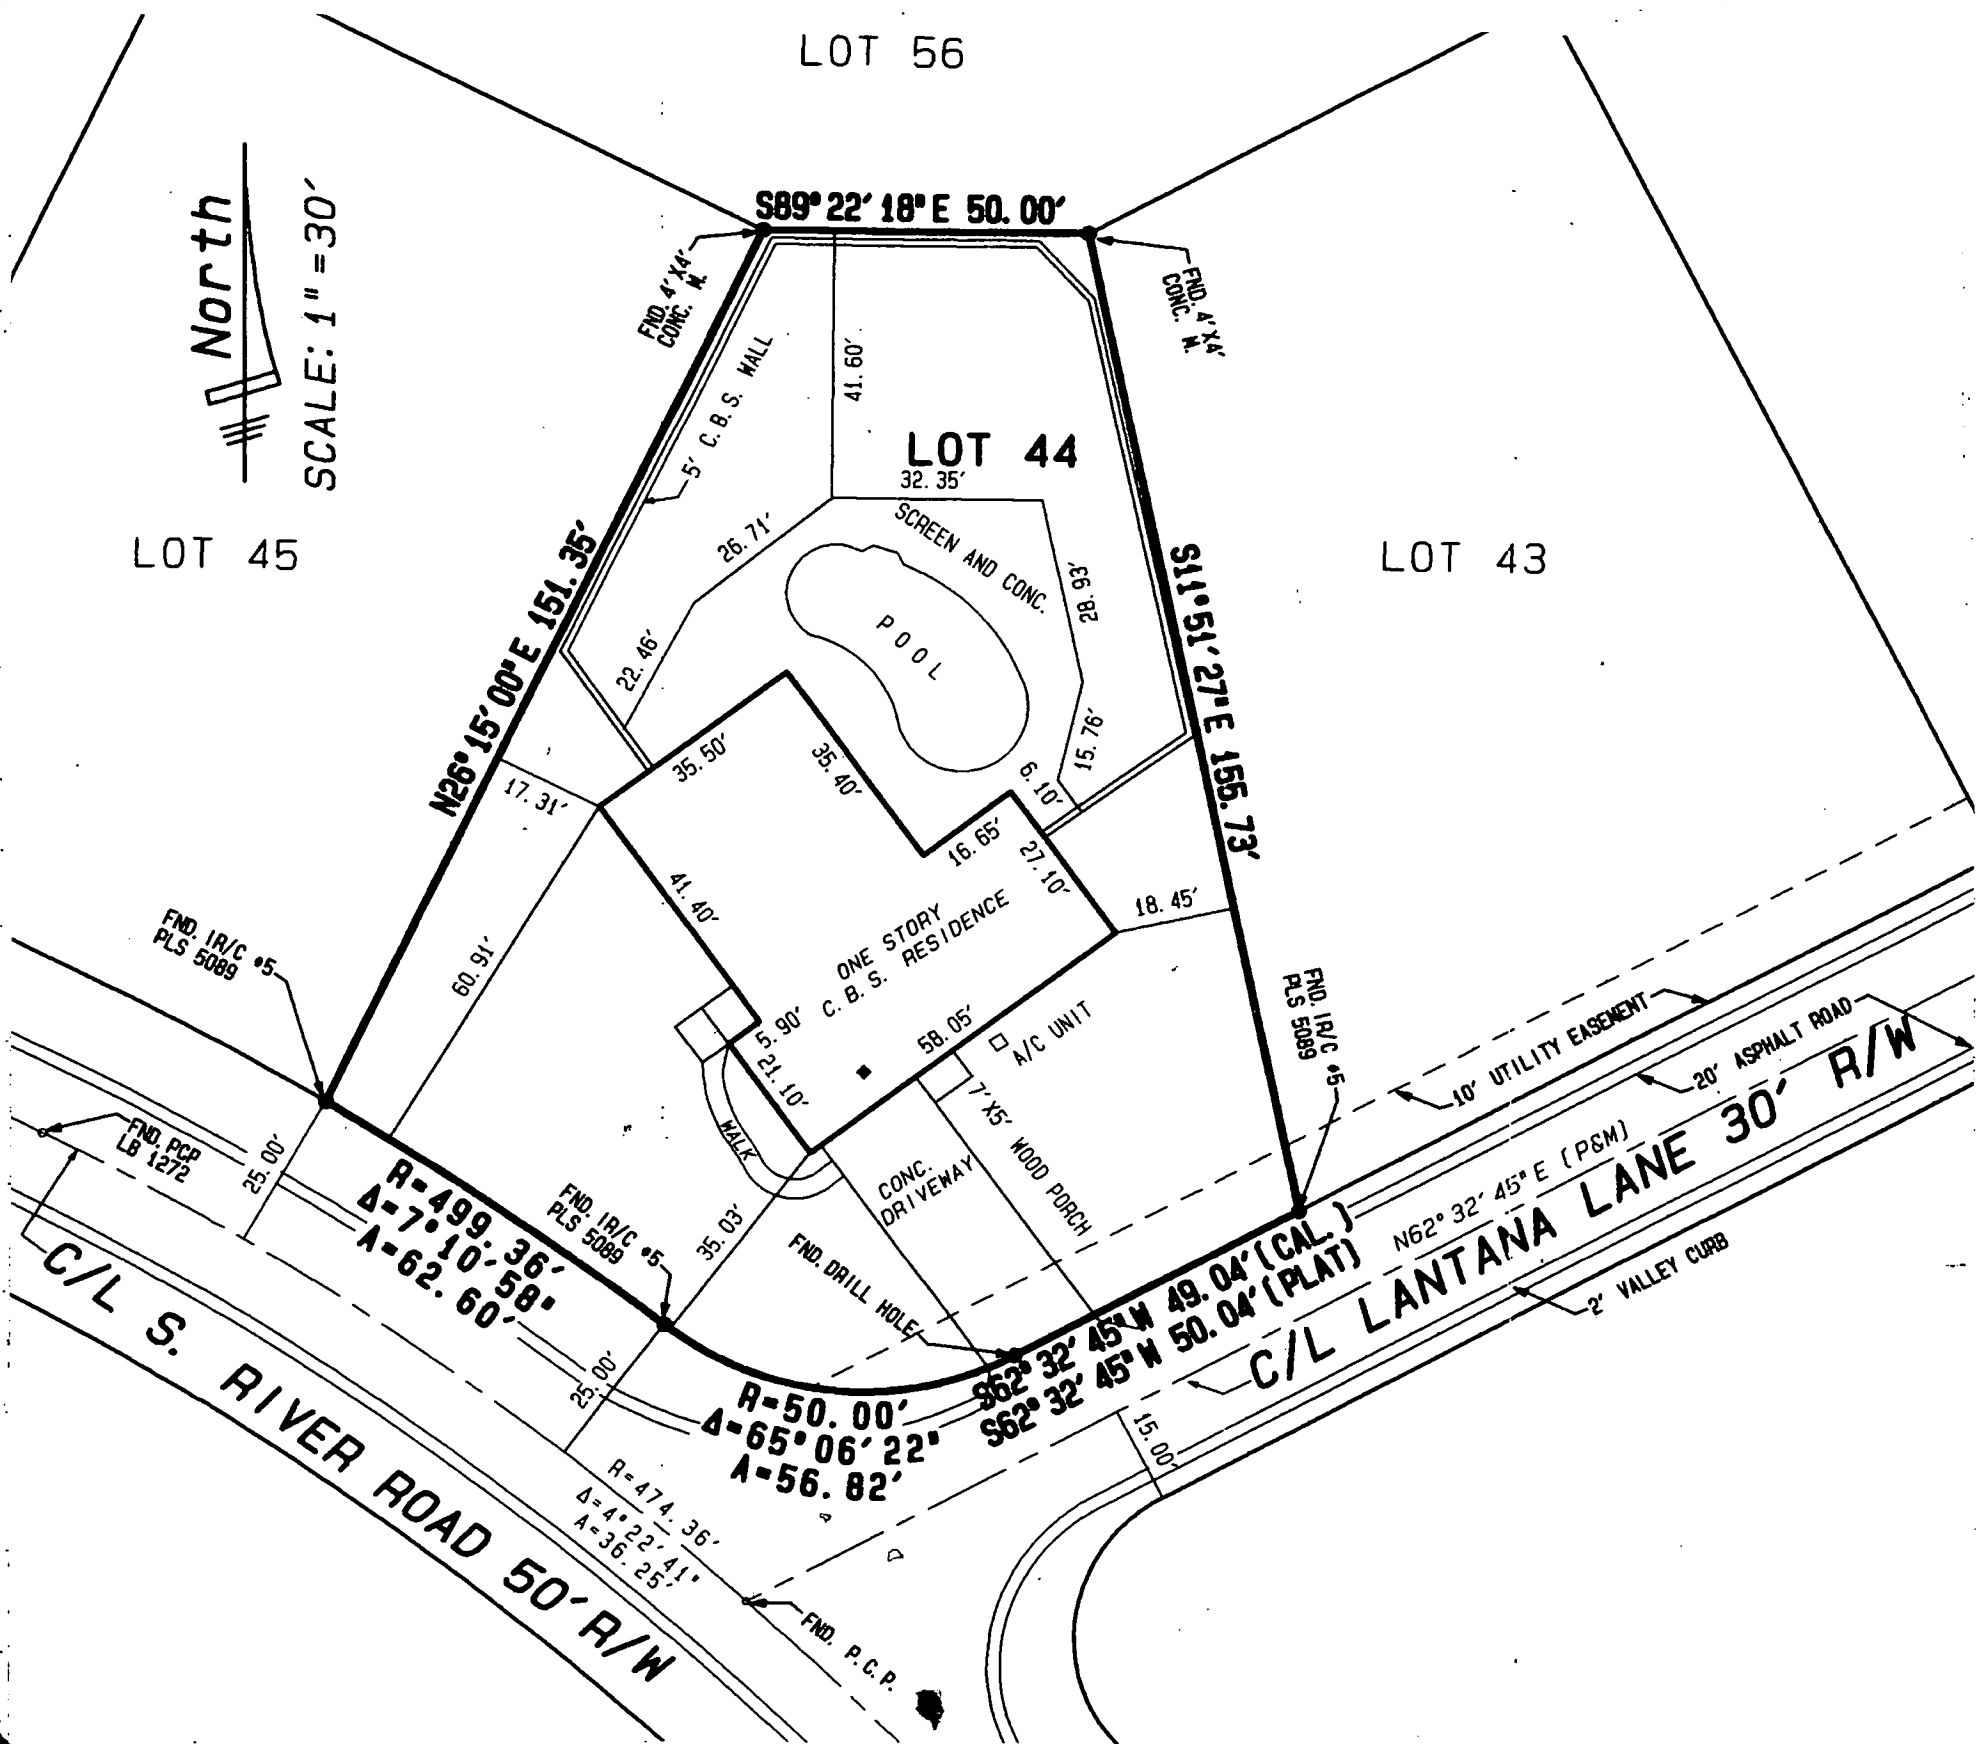 LOT 56
S89° 22' 18" E 50.00'
North
SCALE: 1" = 30'
FND. 4'X4'
CONC. M.
FND. 4'X4'
CONC. M.
5' C.B.S. WALL
41.60'
LOT 44
32.35'
LOT 45
LOT 43
26.71'
SCREEN AND CONC.
28.93'
S11° 51' 27" E 155.73'
N26° 15' 00" E 151.35'
POOL
22.46'
35.50'
35.40'
15.76'
6.10'
17.31'
16.65'
27.10'
41.40'
18.45'
ONE STORY
C.B.S. RESIDENCE
FND. IR/C #5
PLS 5089
60.91'
5.90'
58.05'
A/C UNIT
FND. IR/C #5
PLS 5089
10' UTILITY EASEMENT
20' ASPHALT ROAD
21.10'
7'X5' WOOD PORCH
WALK
FND. PCP
LB 1272
25.00'
CONC.
DRIVEWAY
R=499.36'
Δ=7° 10' 58"
A=62.60'
FND. IR/C #5
PLS 5089
35.03'
FND. DRILL HOLE
N62° 32' 45" E (P&M)
C/L LANTANA LANE 30' R/W
2' VALLEY CURB
S62° 32' 45" W 49.04' (CAL.)
S62° 32' 45" W 50.04' (PLAT)
C/L S. RIVER ROAD 50' R/W
25.00'
R=50.00'
Δ=65° 06' 22"
A=56.82'
15.00'
R=474.36'
Δ=4° 22' 41"
A=36.25'
FND. P.C.P.